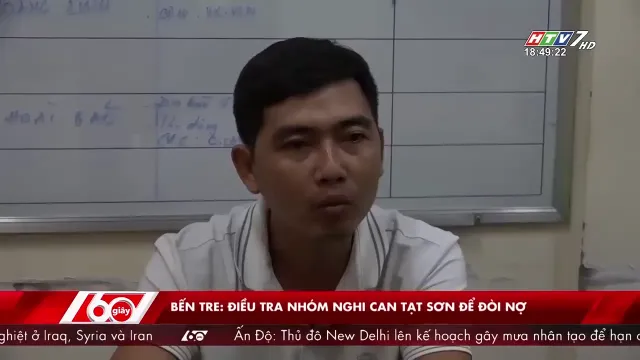 HTV7 HD
18:49:22
60 giây
BẾN TRE: ĐIỀU TRA NHÓM NGHI CAN TẠT SƠN ĐỂ ĐÒI NỢ
ghiệt ở Iraq, Syria và Iran 60 Ấn Độ: Thủ đô New Delhi lên kế hoạch gây mưa nhân tạo để hạn c